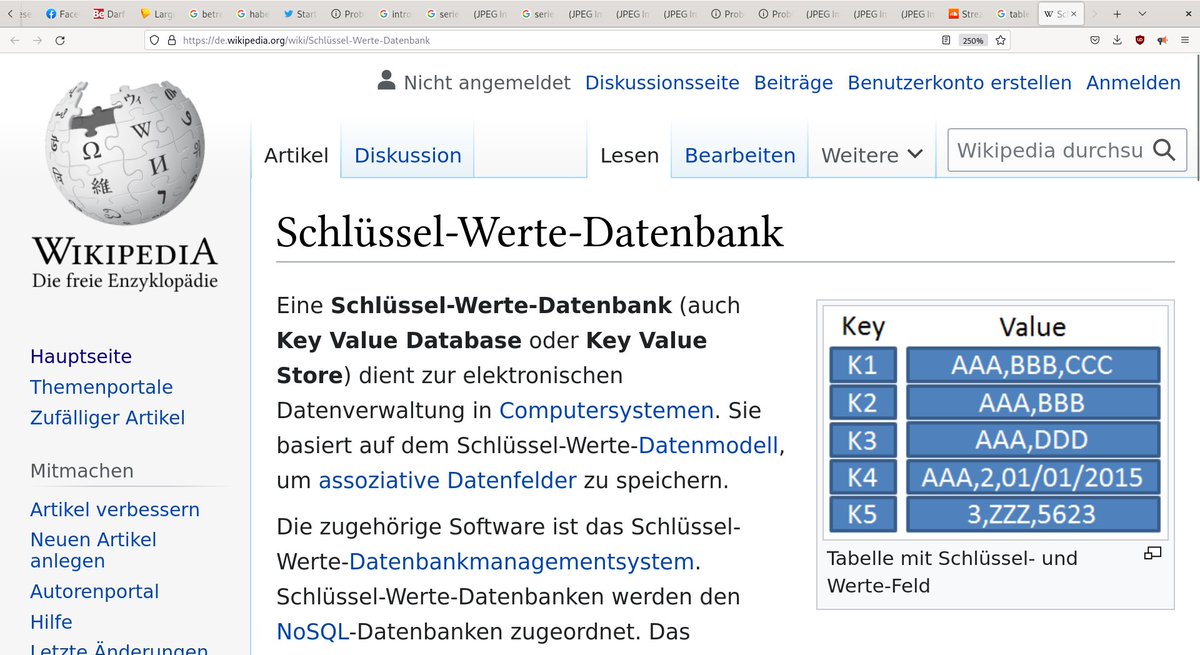 Face
Darf
Large
betre
habe
Start
Prob
intro
serie
(JPEG In
serie
(JPEG In
(JPEG In
(JPEG In
Prob
Prob
(JPEG In
(JPEG In
(JPEG In
Strea
table
https://de.wikipedia.org/wiki/Schlüssel-Werte-Datenbank
250%
Nicht angemeldet Diskussionsseite Beiträge Benutzerkonto erstellen Anmelden
Artikel Diskussion Lesen Bearbeiten Weitere Wikipedia durchsu
WIKIPEDIA
Die freie Enzyklopädie
Hauptseite
Themenportale
Zufälliger Artikel
Mitmachen
Artikel verbessern
Neuen Artikel
anlegen
Autorenportal
Hilfe
Letzte Änderungen
Schlüssel-Werte-Datenbank
Eine Schlüssel-Werte-Datenbank (auch
Key Value Database oder Key Value
Store) dient zur elektronischen
Datenverwaltung in Computersystemen. Sie
basiert auf dem Schlüssel-Werte-Datenmodell,
um assoziative Datenfelder zu speichern.
Die zugehörige Software ist das Schlüssel-
Werte-Datenbankmanagementsystem.
Schlüssel-Werte-Datenbanken werden den
NoSQL-Datenbanken zugeordnet. Das
Key Value
K1 AAA,BBB,CCC
K2 AAA,BBB
K3 AAA,DDD
K4 AAA,2,01/01/2015
K5 3,ZZZ,5623
Tabelle mit Schlüssel- und
Werte-Feld